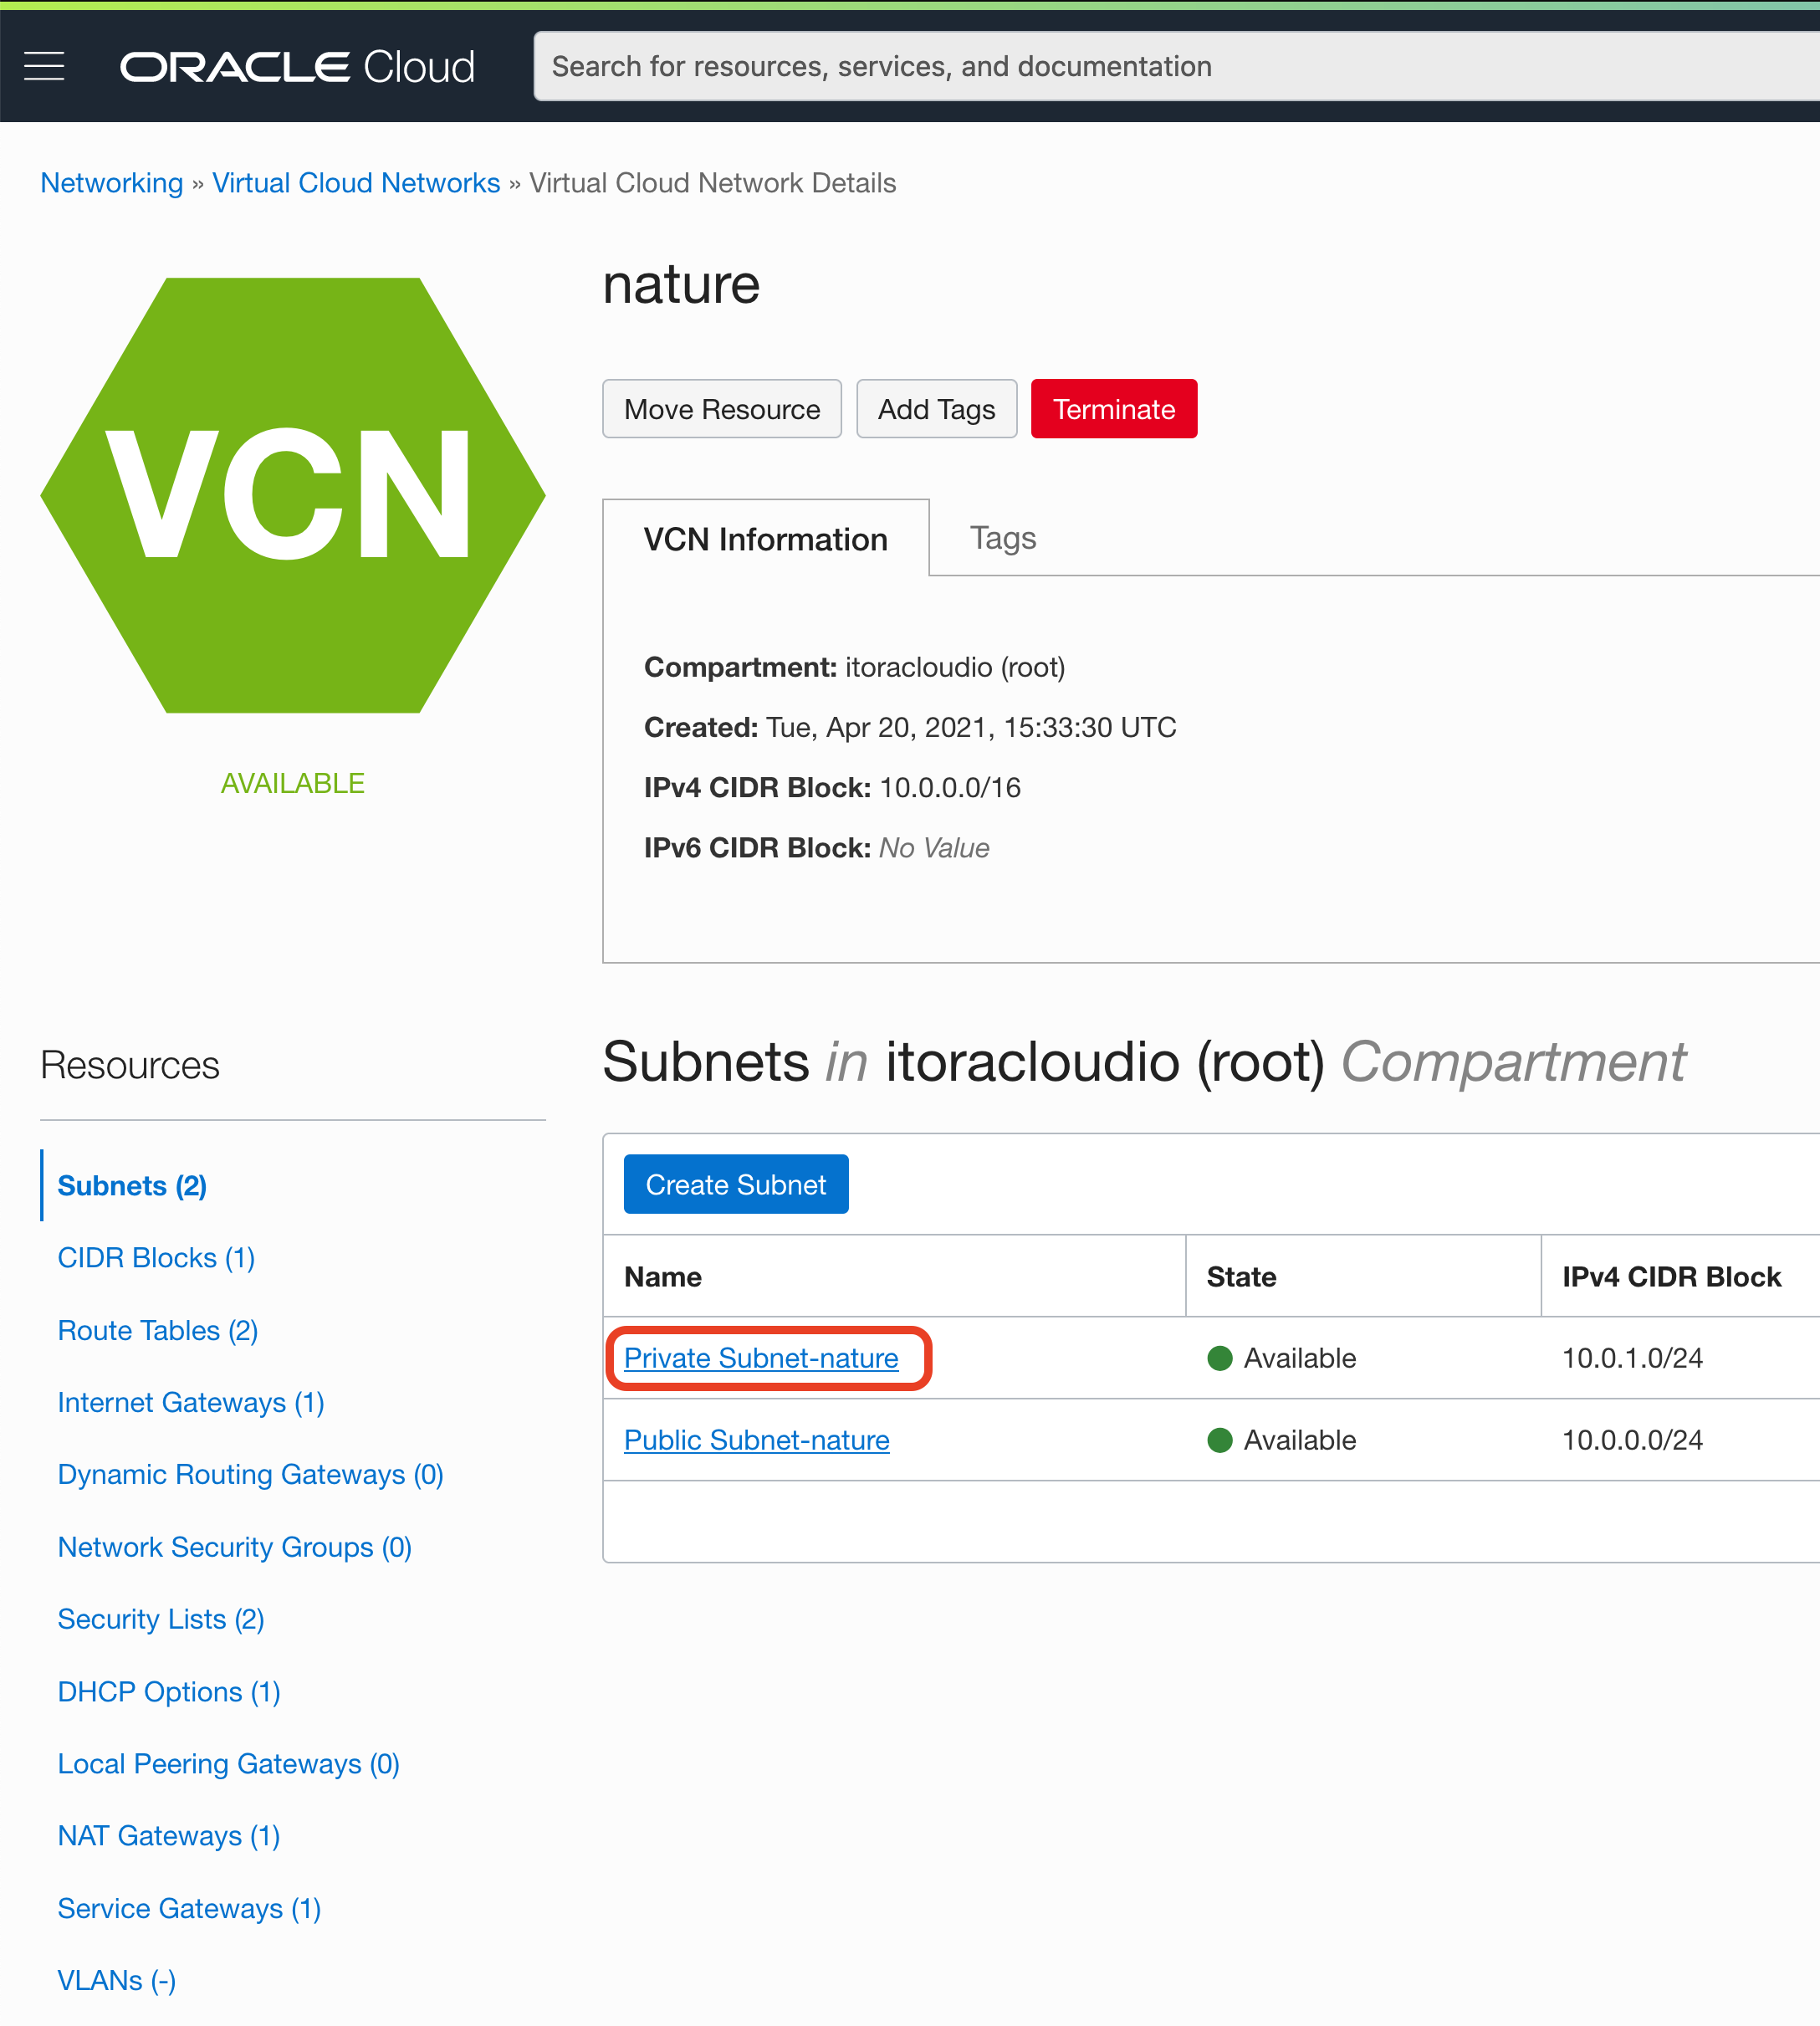 ORACLE Cloud
Search for resources, services, and documentation
Networking » Virtual Cloud Networks » Virtual Cloud Network Details
VCN
AVAILABLE
nature
Move Resource
Add Tags
Terminate
VCN Information
Tags
Compartment: itoracloudio (root)
Created: Tue, Apr 20, 2021, 15:33:30 UTC
IPv4 CIDR Block: 10.0.0.0/16
IPv6 CIDR Block: No Value
Resources
Subnets (2)
CIDR Blocks (1)
Route Tables (2)
Internet Gateways (1)
Dynamic Routing Gateways (0)
Network Security Groups (0)
Security Lists (2)
DHCP Options (1)
Local Peering Gateways (0)
NAT Gateways (1)
Service Gateways (1)
VLANs (-)
Subnets in itoracloudio (root) Compartment
Create Subnet
Name State IPv4 CIDR Block
Private Subnet-nature Available 10.0.1.0/24
Public Subnet-nature Available 10.0.0.0/24